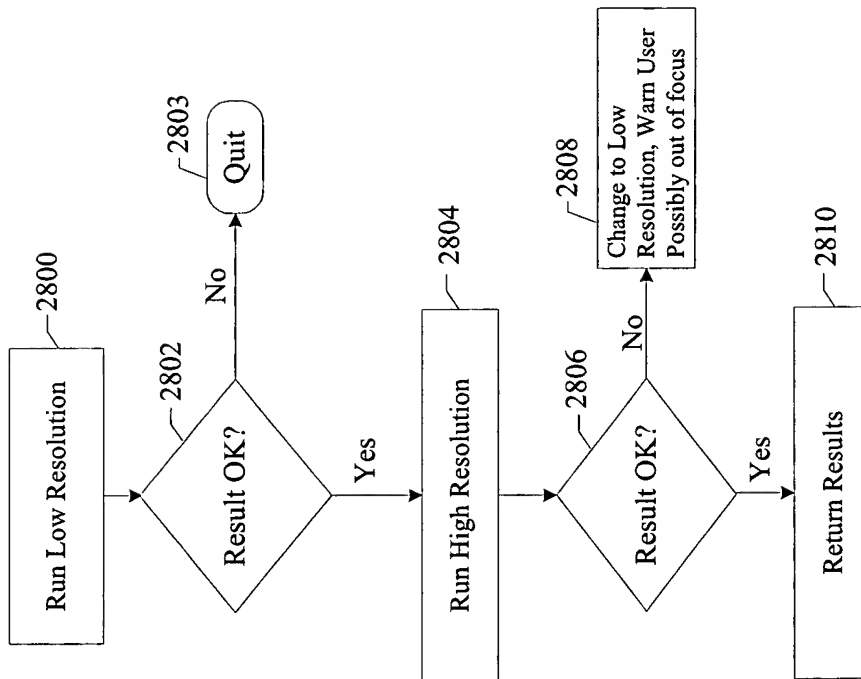 Run Low Resolution
2800
Result OK?
2802
No
Quit
2803
Yes
Run High Resolution
2804
Result OK?
2806
No
Change to Low
Resolution, Warn User
Possibly out of focus
2808
Yes
Return Results
2810